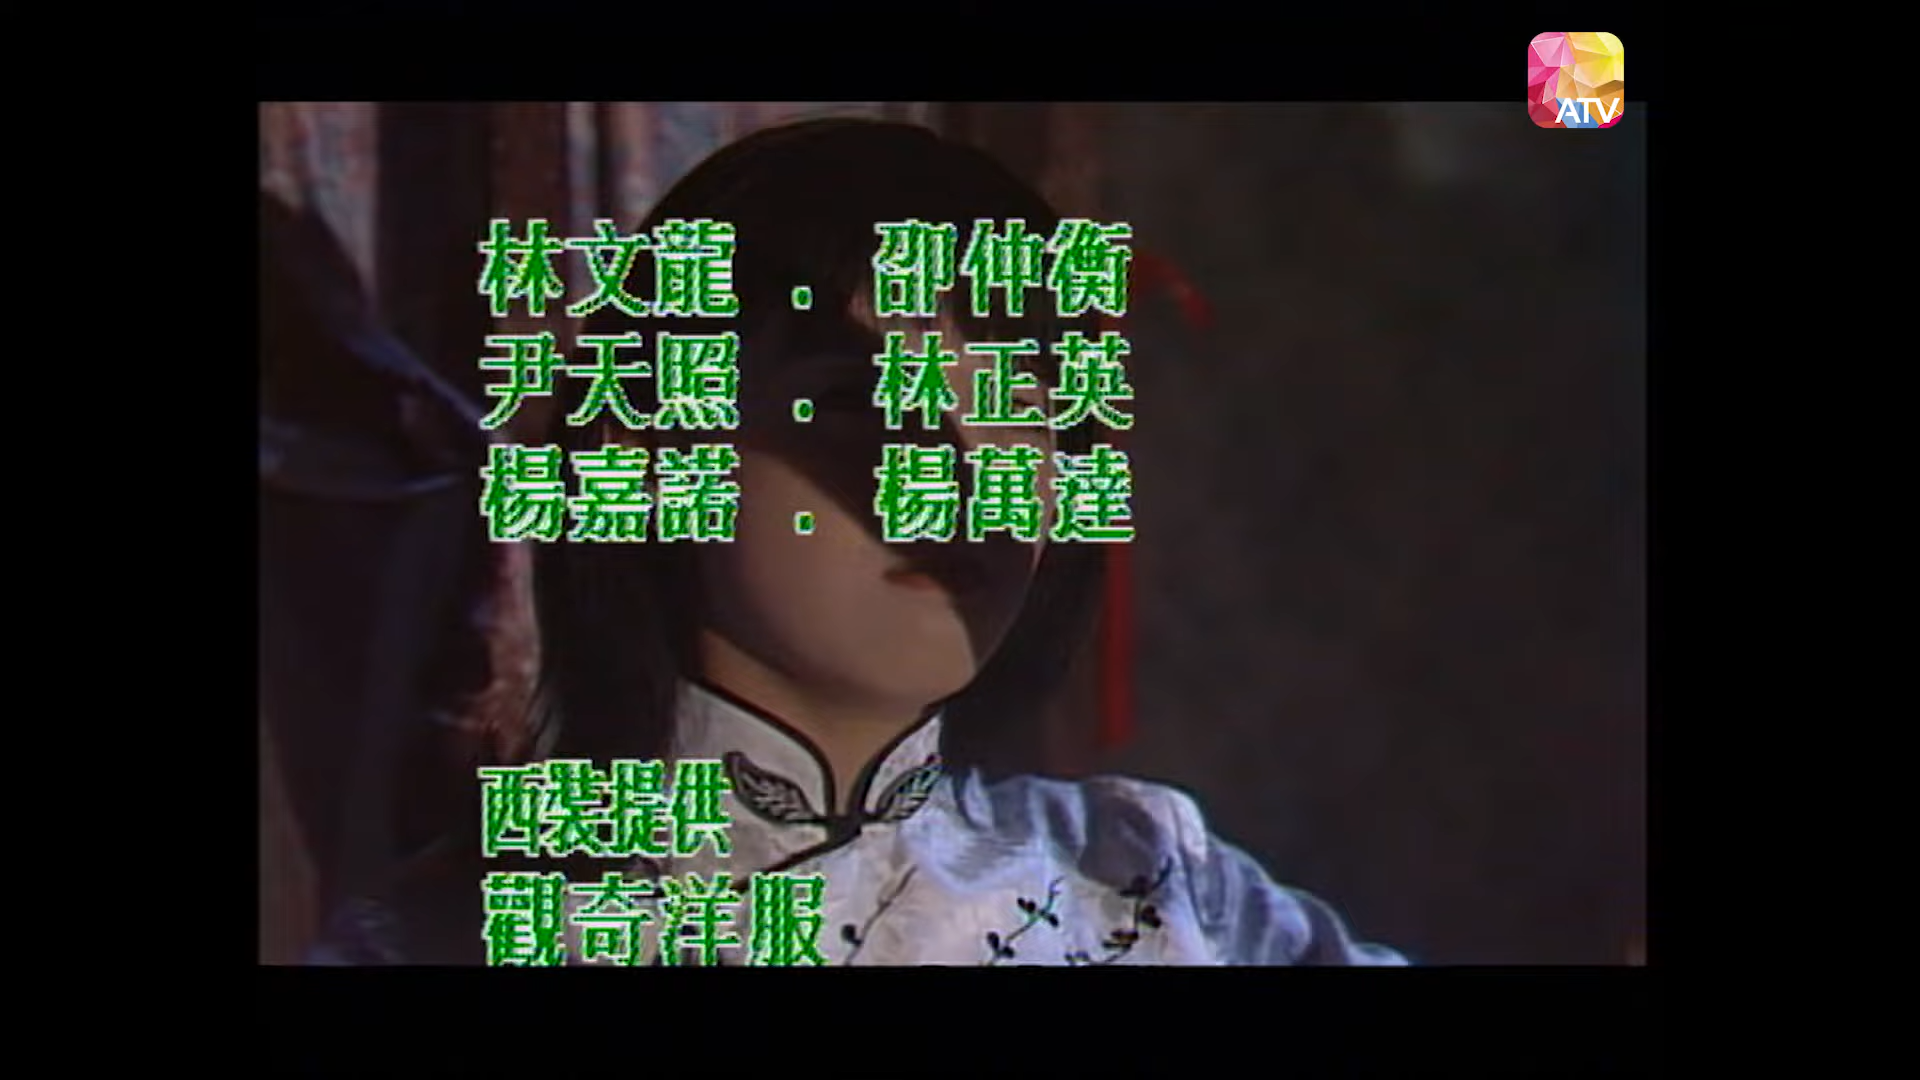 ATV
林文龍 . 邵仲衡
尹天照 . 林正英
楊嘉諾 . 楊萬達
西裝提供
觀奇洋服